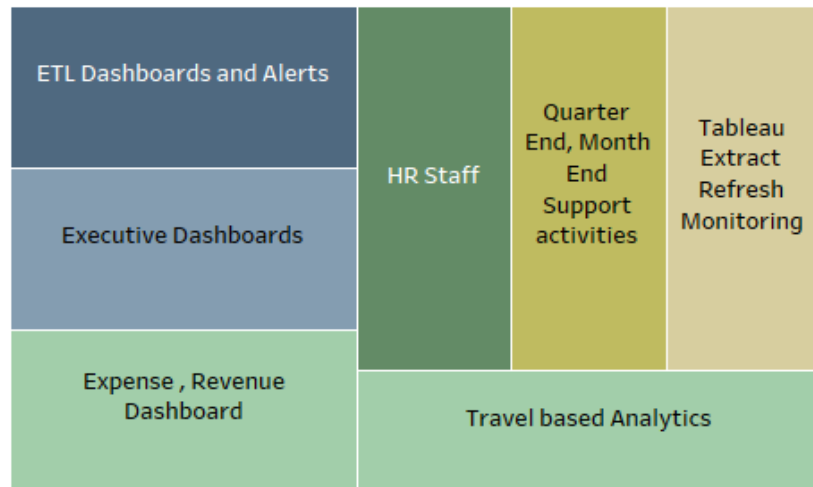 ETL Dashboards and Alerts
Executive Dashboards
Expense , Revenue
Dashboard
HR Staff
Quarter
End, Month
End
Support
activities
Tableau
Extract
Refresh
Monitoring
Travel based Analytics